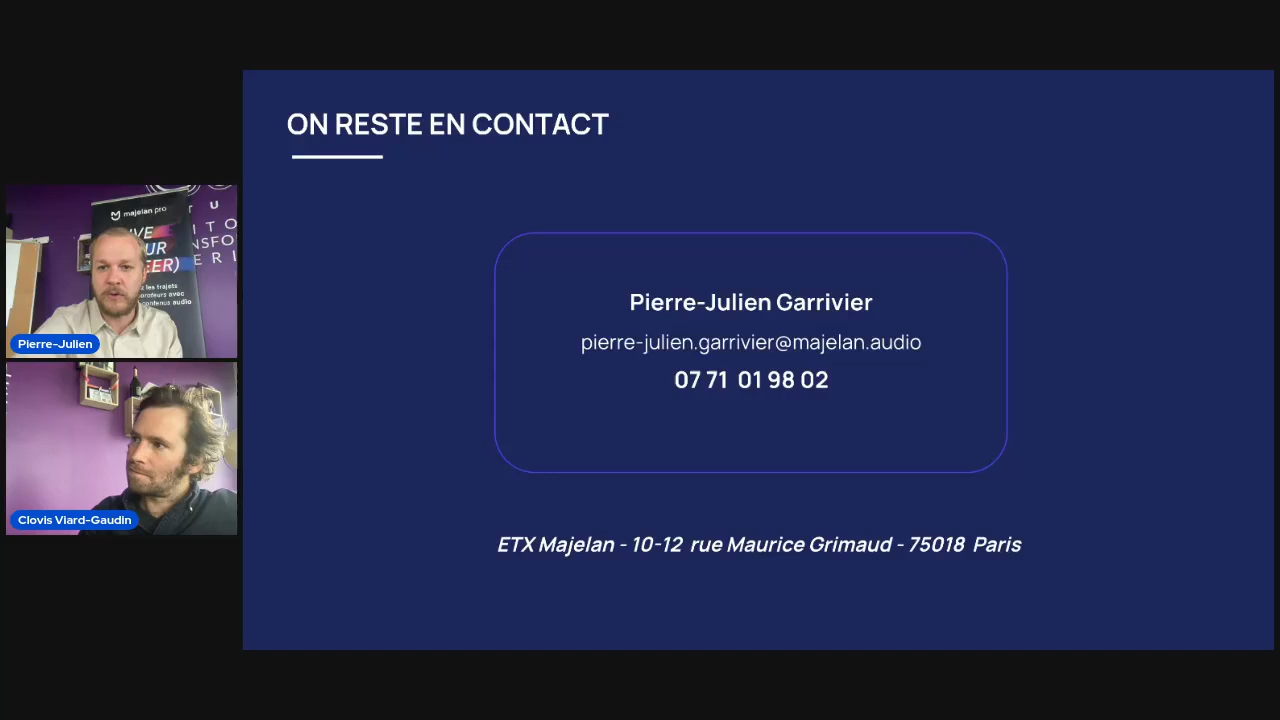 ON RESTE EN CONTACT
Pierre-Julien Garrivier
pierre-julien.garrivier@majelan.audio
07 71 01 98 02
ETX Majelan - 10-12 rue Maurice Grimaud - 75018 Paris
majelan pro
Pierre-Julien
Clovis Viard-Gaudin